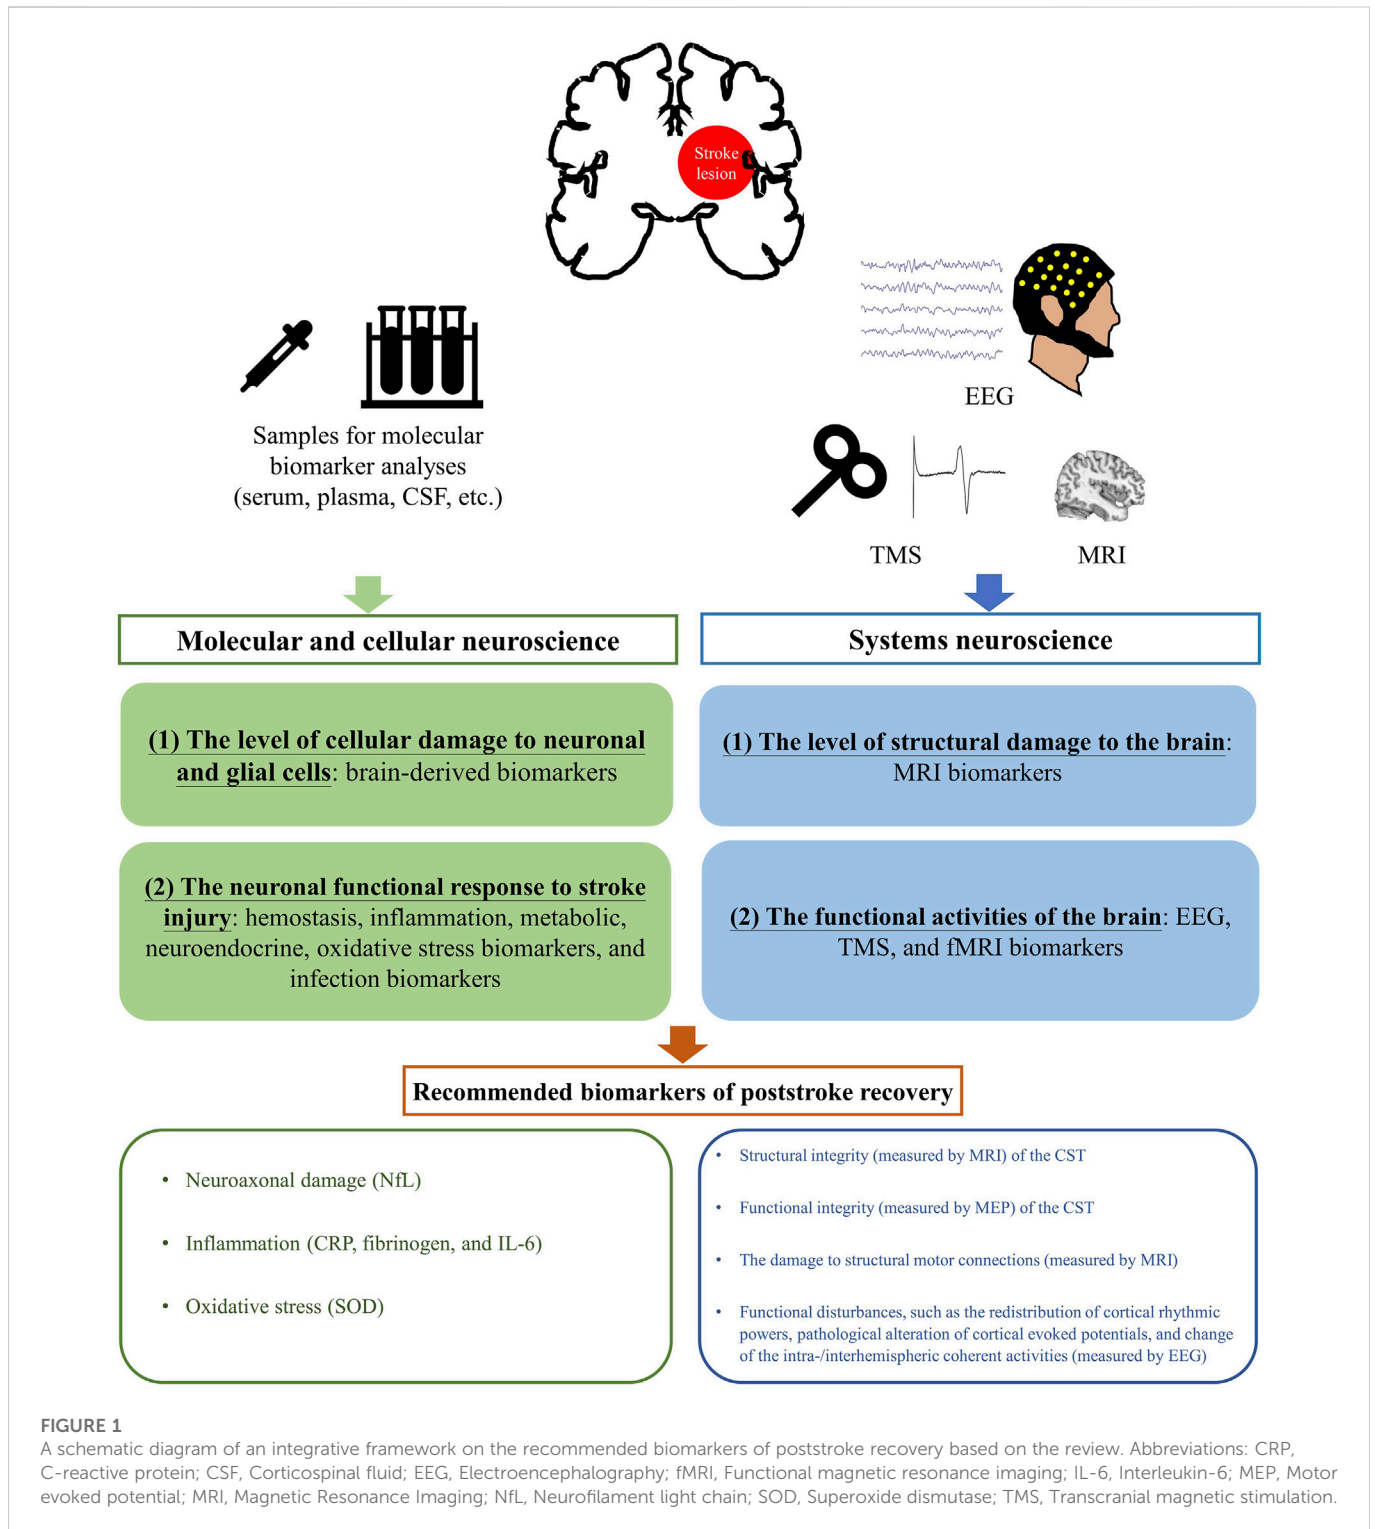 Stroke
lesion
EEG
Samples for molecular
biomarker analyses
(serum, plasma, CSF, etc.)
TMS
MRI
Molecular and cellular neuroscience
Systems neuroscience
(1) The level of cellular damage to neuronal
and glial cells: brain-derived biomarkers
(1) The level of structural damage to the brain:
MRI biomarkers
(2) The neuronal functional response to stroke
injury: hemostasis, inflammation, metabolic,
neuroendocrine, oxidative stress biomarkers, and
infection biomarkers
(2) The functional activities of the brain: EEG,
TMS, and fMRI biomarkers
Recommended biomarkers of poststroke recovery
• Neuroaxonal damage (NfL)
• Inflammation (CRP, fibrinogen, and IL-6)
• Oxidative stress (SOD)
• Structural integrity (measured by MRI) of the CST
• Functional integrity (measured by MEP) of the CST
• The damage to structural motor connections (measured by MRI)
• Functional disturbances, such as the redistribution of cortical rhythmic
powers, pathological alteration of cortical evoked potentials, and change
of the intra-/interhemispheric coherent activities (measured by EEG)
FIGURE 1
A schematic diagram of an integrative framework on the recommended biomarkers of poststroke recovery based on the review. Abbreviations: CRP,
C-reactive protein; CSF, Corticospinal fluid; EEG, Electroencephalography; fMRI, Functional magnetic resonance imaging; IL-6, Interleukin-6; MEP, Motor
evoked potential; MRI, Magnetic Resonance Imaging; NfL, Neurofilament light chain; SOD, Superoxide dismutase; TMS, Transcranial magnetic stimulation.